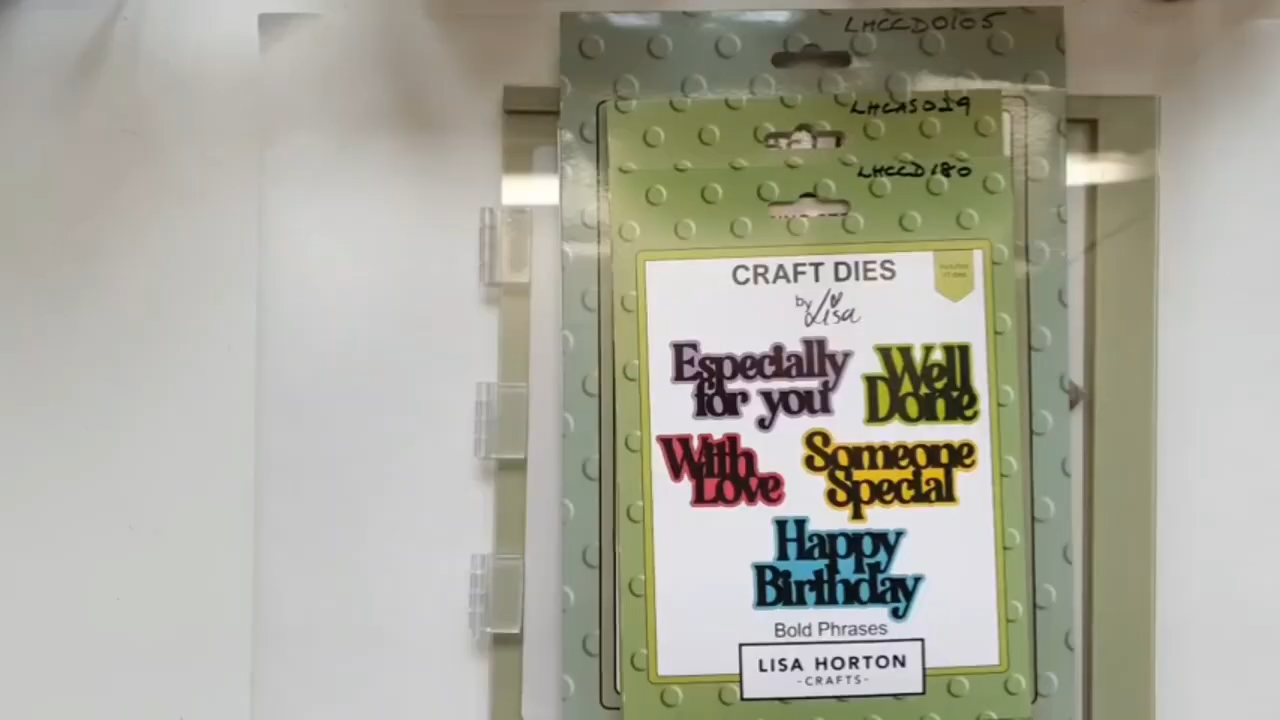 LHCCD0105
LHCAS029
LHCCD180
CRAFT DIES
by Lisa
Especially
for you
Well
Done
With
Love
Someone
Special
Happy
Birthday
Bold Phrases
LISA HORTON
-CRAFTS-